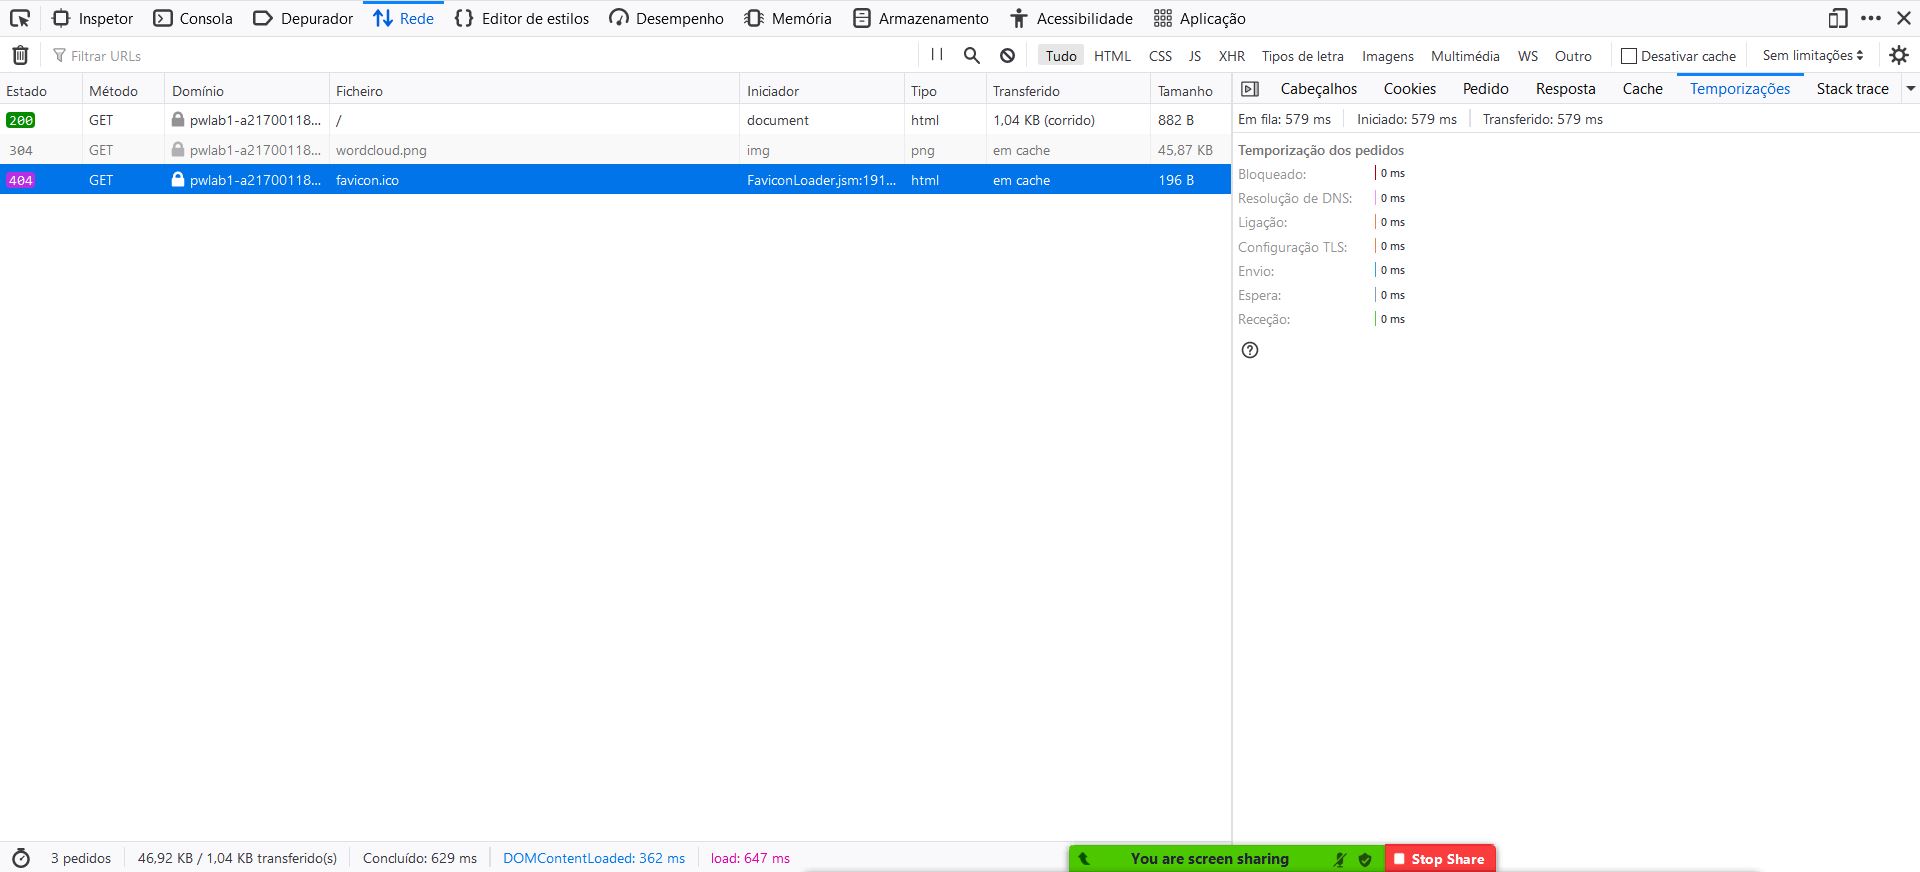 Inspetor Consola Depurador Rede Editor de estilos Desempenho Memória Armazenamento Acessibilidade Aplicação
Filtrar URLs Tudo HTML CSS JS XHR Tipos de letra Imagens Multimédia WS Outro Desativar cache Sem limitações
Estado Método Domínio Ficheiro Iniciador Tipo Transferido Tamanho
200 GET pwlab1-a21700118... / document html 1,04 KB (corrido) 882 B
304 GET pwlab1-a21700118... wordcloud.png img png em cache 45,87 KB
404 GET pwlab1-a21700118... favicon.ico FaviconLoader.jsm:191... html em cache 196 B
Cabeçalhos Cookies Pedido Resposta Cache Temporizações Stack trace
Em fila: 579 ms Iniciado: 579 ms Transferido: 579 ms
Temporização dos pedidos
Bloqueado: 0 ms
Resolução de DNS: 0 ms
Ligação: 0 ms
Configuração TLS: 0 ms
Envio: 0 ms
Espera: 0 ms
Receção: 0 ms
3 pedidos 46,92 KB / 1,04 KB transferido(s) Concluído: 629 ms DOMContentLoaded: 362 ms load: 647 ms
You are screen sharing Stop Share